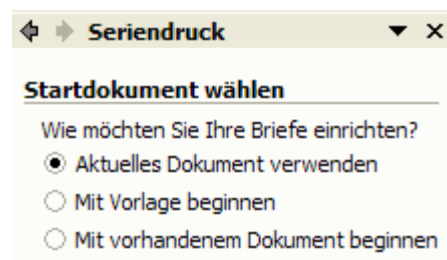 Seriendruck
Startdokument wählen
Wie möchten Sie Ihre Briefe einrichten?
Aktuelles Dokument verwenden
Mit Vorlage beginnen
Mit vorhandenem Dokument beginnen